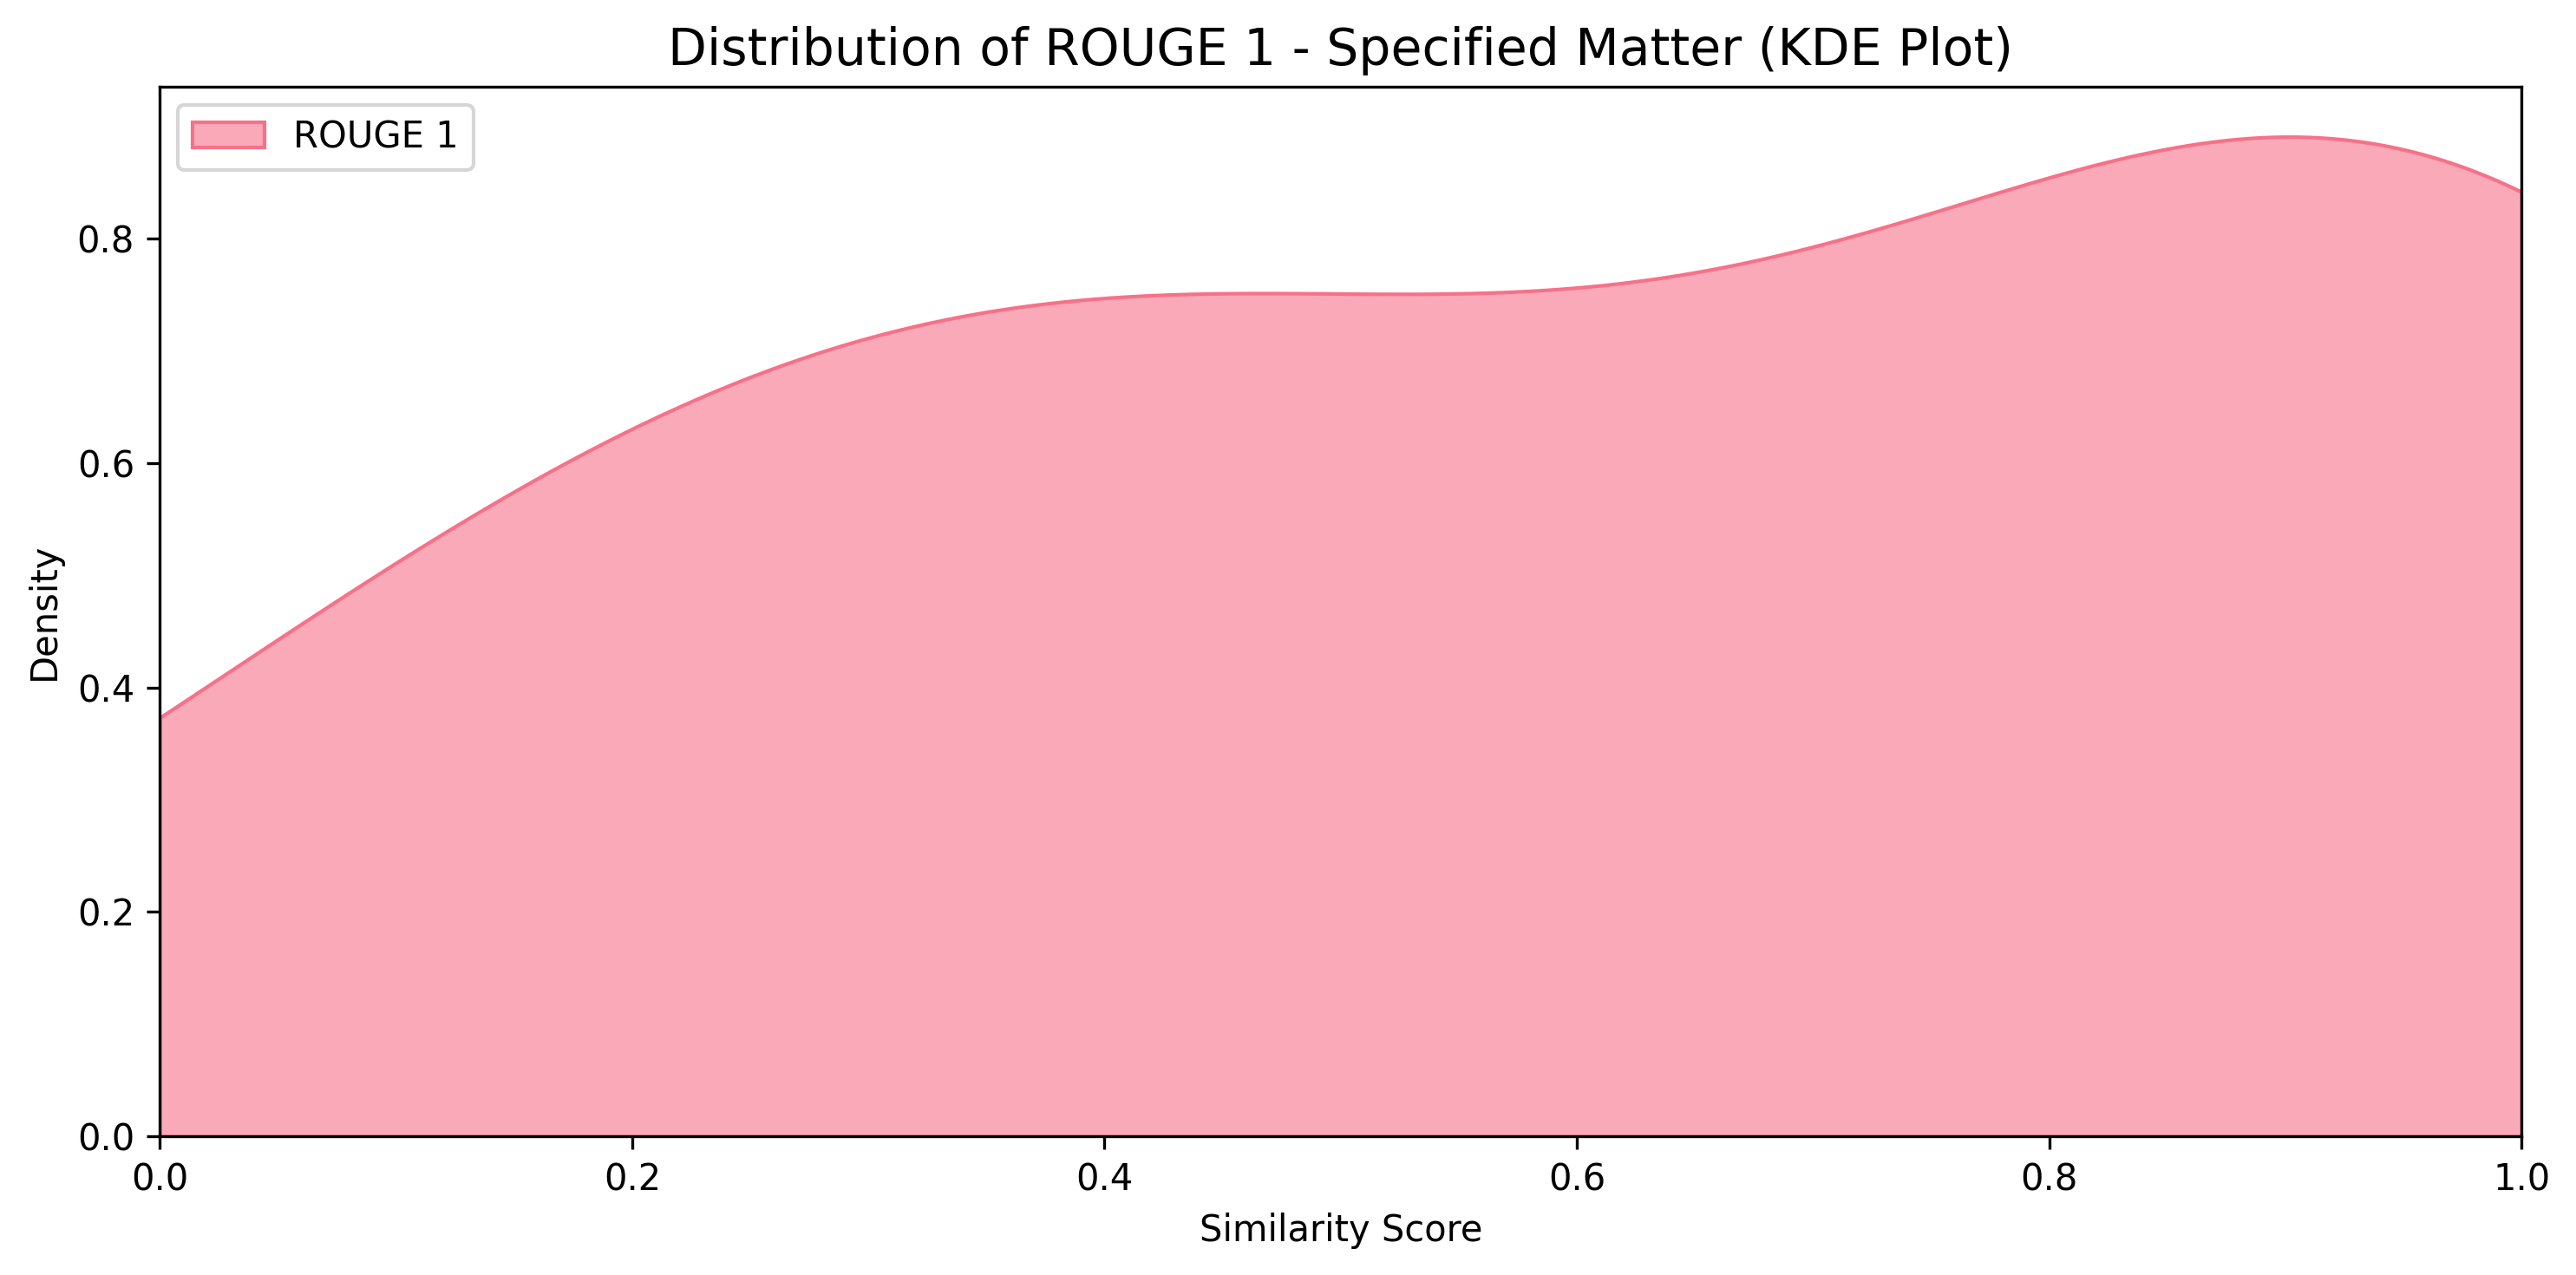 Distribution of ROUGE 1 - Specified Matter (KDE Plot)
ROUGE 1
Density
0.8
0.6
0.4
0.2
0.0
0.0 0.2 0.4 0.6 0.8 1.0
Similarity Score